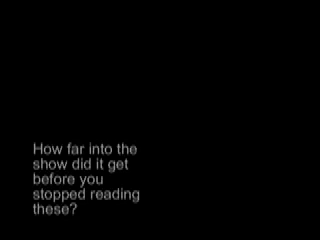 How far into the
show did it get
before you
stopped reading
these?